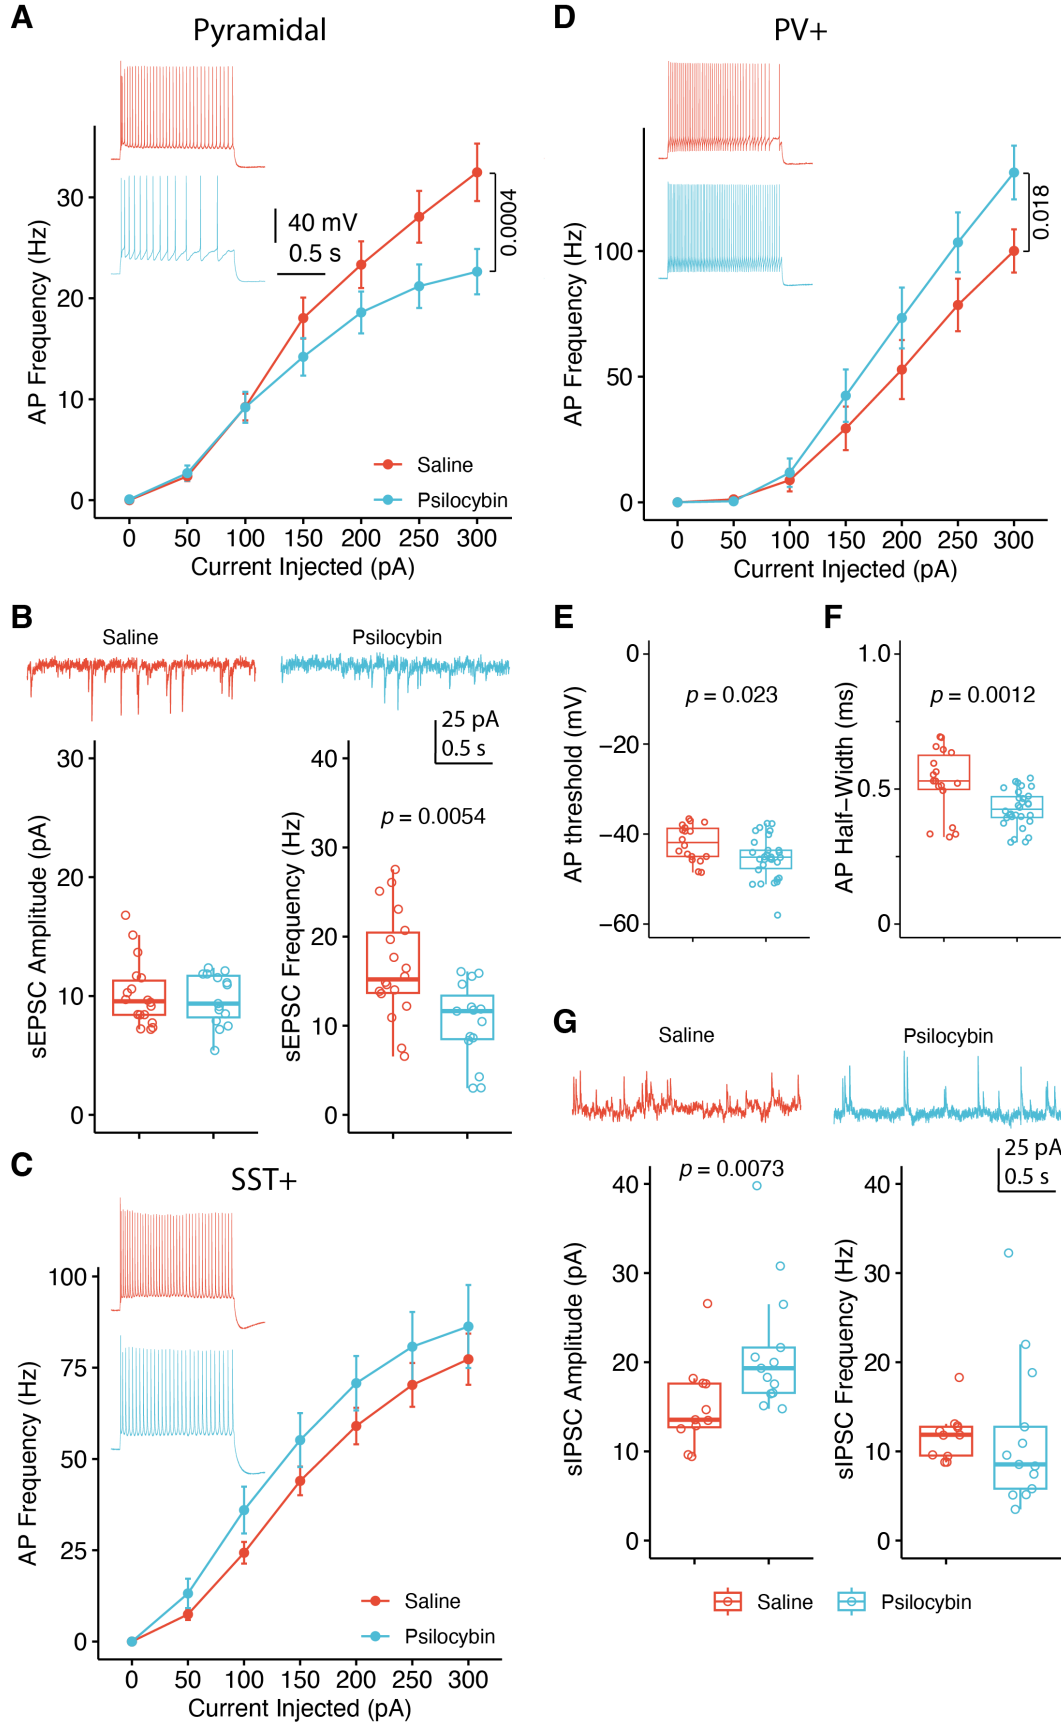 A
Pyramidal
30
20
10
0
AP Frequency (Hz)
40 mV
0.5 s
0.0004
Saline
Psilocybin
0 50 100 150 200 250 300
Current Injected (pA)
D
PV+
100
50
0
AP Frequency (Hz)
0.018
0 50 100 150 200 250 300
Current Injected (pA)
B
Saline
Psilocybin
25 pA
0.5 s
30
20
10
0
sEPSC Amplitude (pA)
40
30
20
10
0
sEPSC Frequency (Hz)
p = 0.0054
E
0
−20
−40
−60
AP threshold (mV)
p = 0.023
F
1.0
0.5
0
AP Half−Width (ms)
p = 0.0012
C
SST+
100
75
50
25
0
AP Frequency (Hz)
Saline
Psilocybin
0 50 100 150 200 250 300
Current Injected (pA)
G
Saline
Psilocybin
25 pA
0.5 s
40
30
20
10
0
sIPSC Amplitude (pA)
p = 0.0073
40
30
20
10
0
sIPSC Frequency (Hz)
Saline
Psilocybin